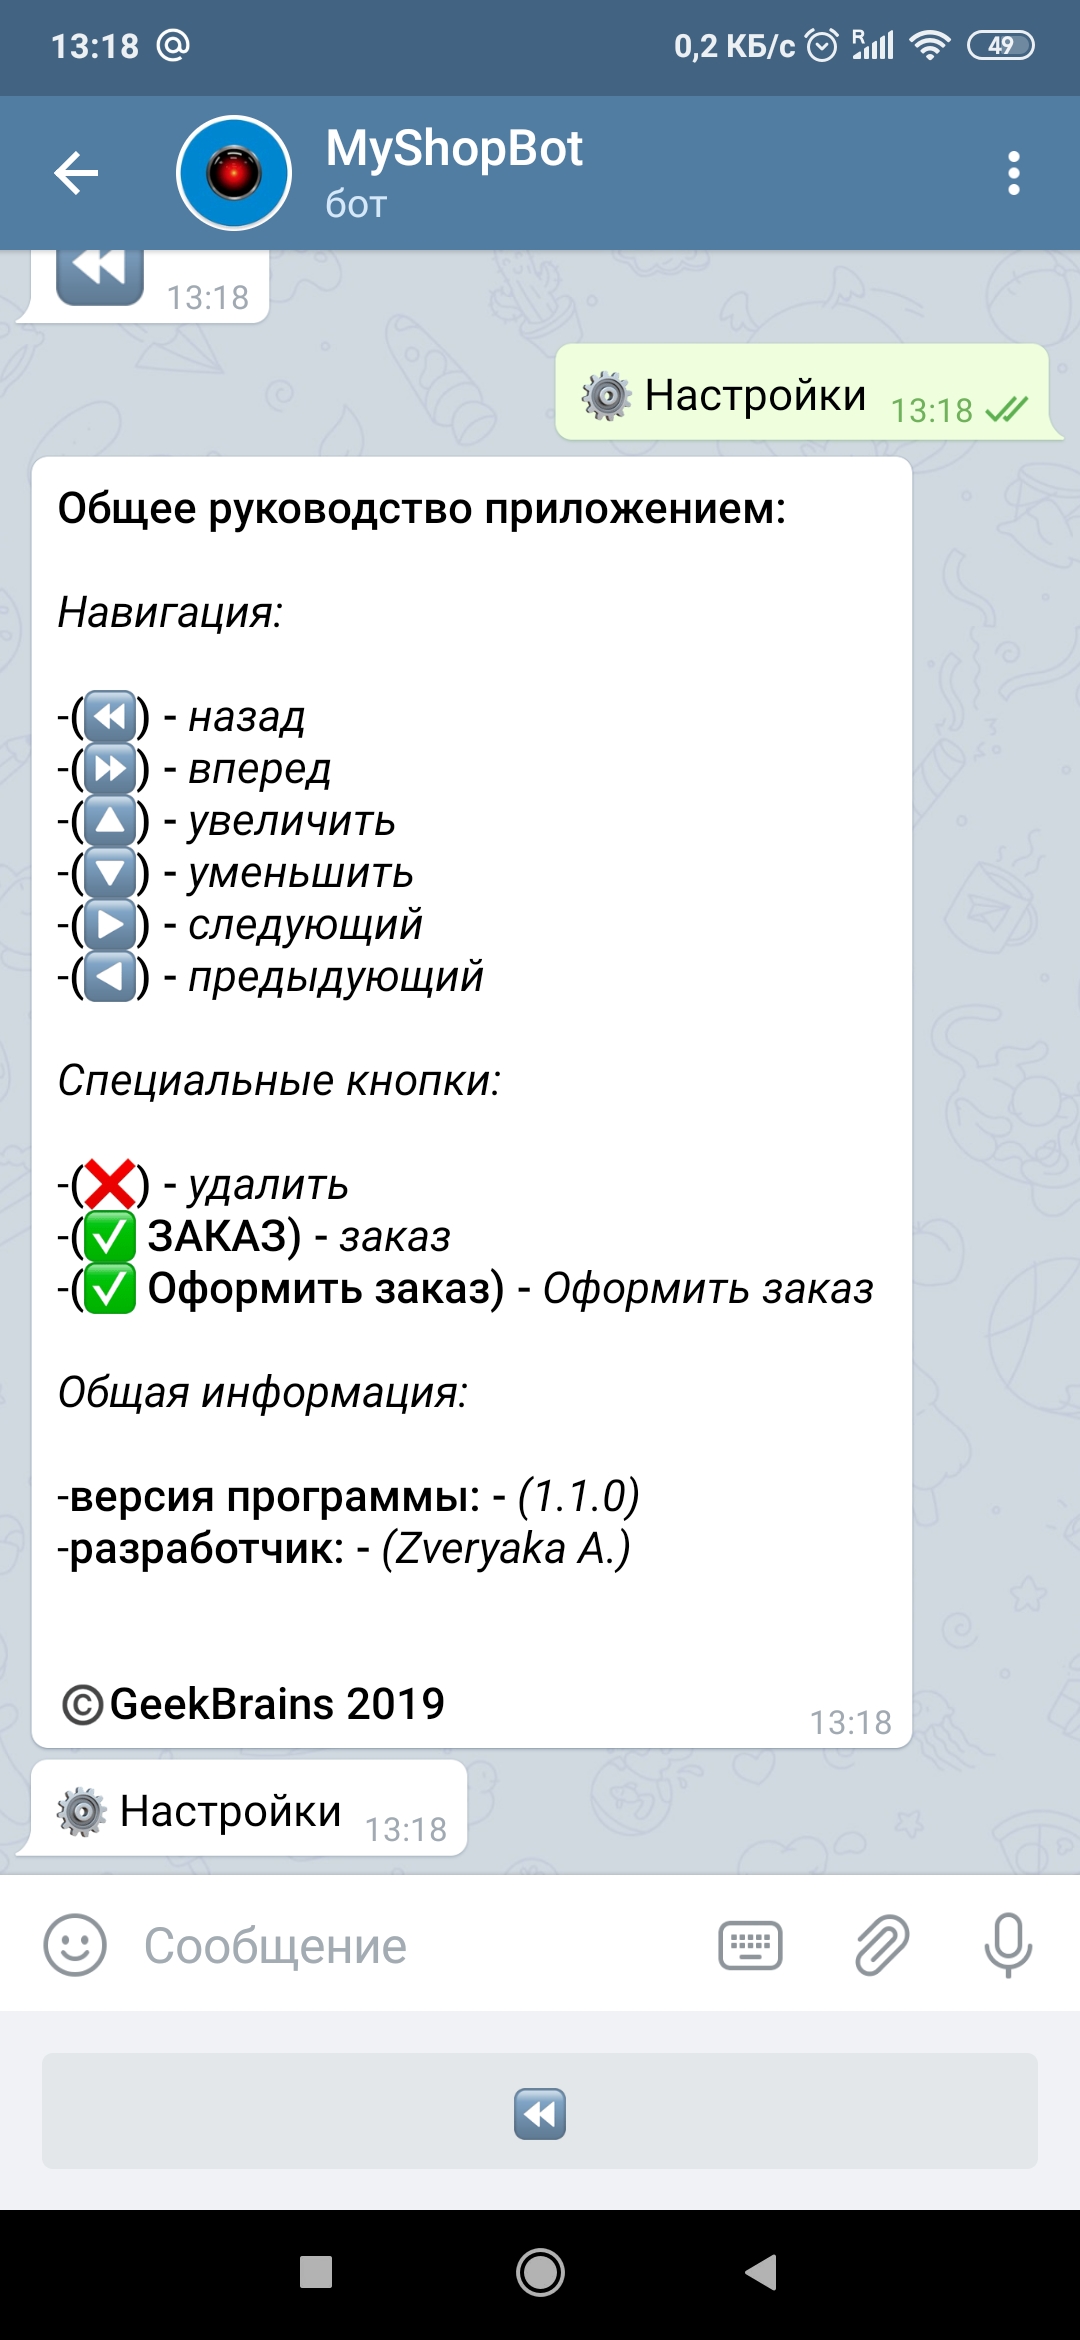 13:18 @ 0,2 КБ/с R 49
MyShopBot
бот
⏪ 13:18
⚙ Настройки 13:18
Общее руководство приложением:
Навигация:
-(⏪) - назад
-(⏩) - вперед
-(🔼) - увеличить
-(🔽) - уменьшить
-(▶) - следующий
-(◀) - предыдующий
Специальные кнопки:
-(❌) - удалить
-(✅ ЗАКАЗ) - заказ
-(✅ Оформить заказ) - Оформить заказ
Общая информация:
-версия программы: - (1.1.0)
-разработчик: - (Zveryaka A.)
©GeekBrains 2019
13:18
⚙ Настройки 13:18
Сообщение
⏪